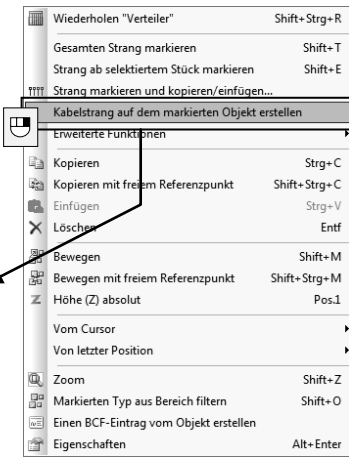 Wiederholen "Verteiler" Shift+Strg+R
Gesamten Strang markieren Shift+T
Strang ab selektiertem Stück markieren Shift+E
Strang markieren und kopieren/einfügen...
Kabelstrang auf dem markierten Objekt erstellen
Erweiterte Funktionen
Kopieren Strg+C
Kopieren mit freiem Referenzpunkt Shift+Strg+C
Einfügen Strg+V
Löschen Entf
Bewegen Shift+M
Bewegen mit freiem Referenzpunkt Shift+Strg+M
Höhe (Z) absolut Pos.1
Vom Cursor
Von letzter Position
Zoom Shift+Z
Markierten Typ aus Bereich filtern Shift+O
Einen BCF-Eintrag vom Objekt erstellen
Eigenschaften Alt+Enter